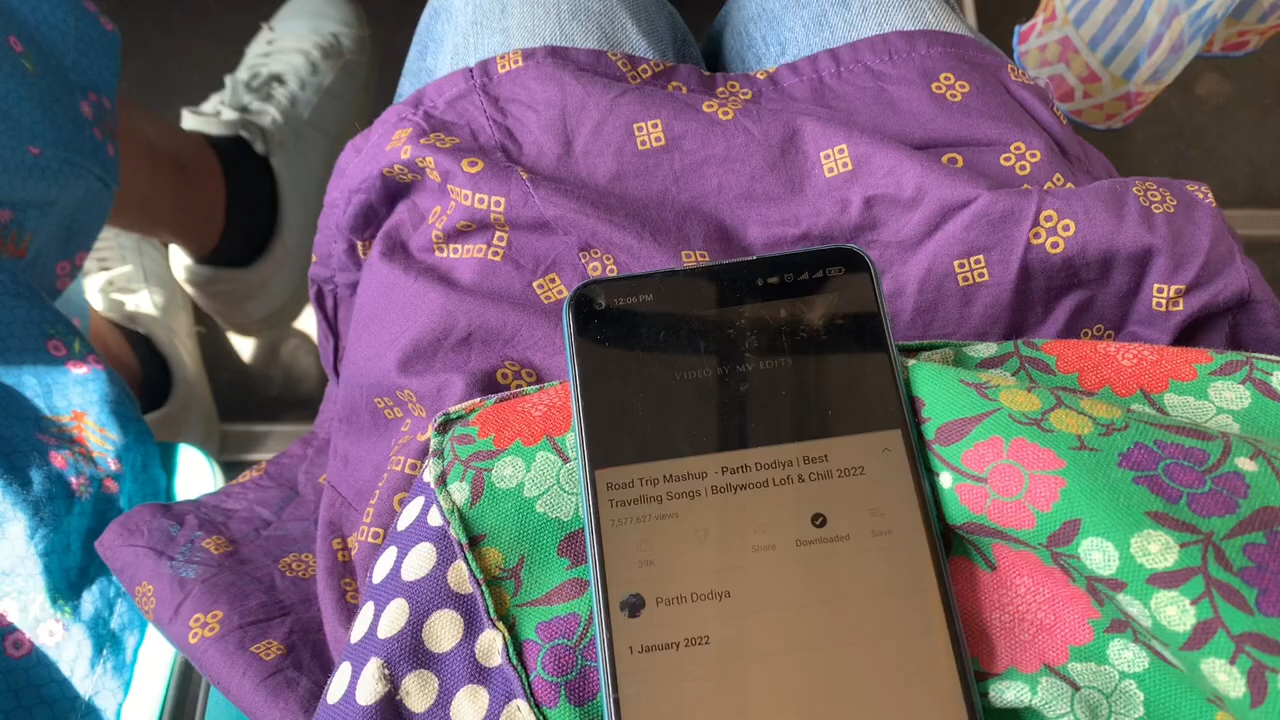 12:06 PM
VIDEO BY MV EDITS
Road Trip Mashup - Parth Dodiya | Best
Travelling Songs | Bollywood Lofi & Chill 2022
7,577,627 views
39K
Share
Downloaded
Save
Parth Dodiya
1 January 2022